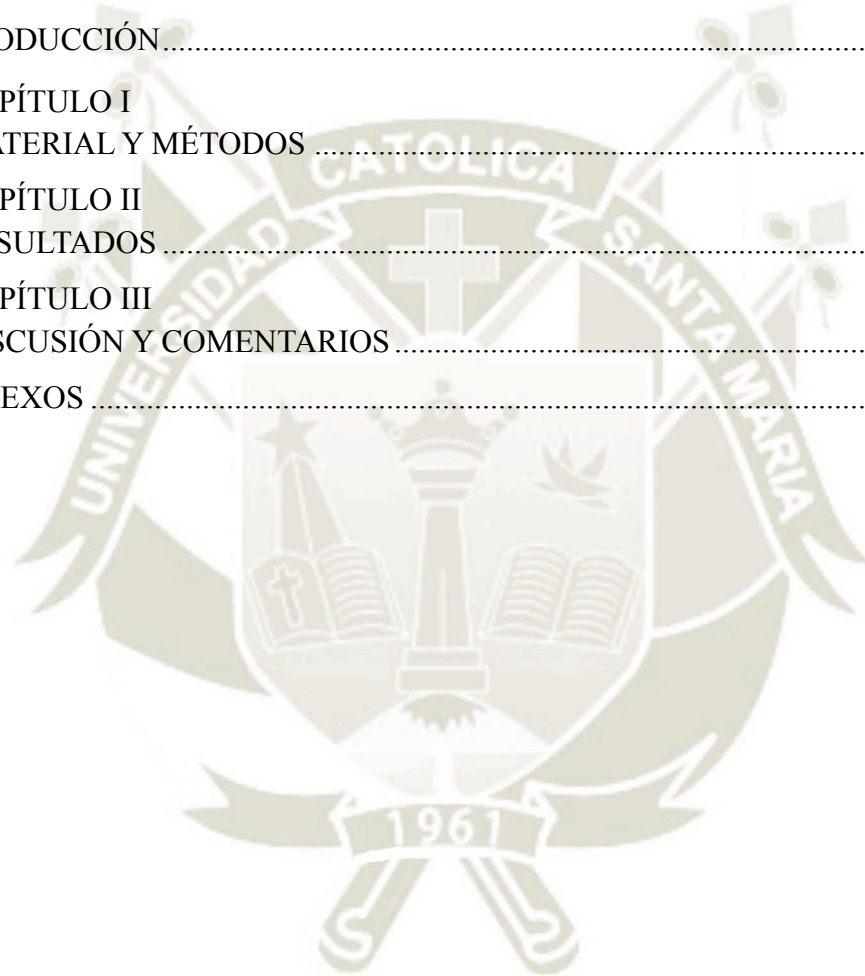 ODUCCIÓN................................................................................
PÍTULO I
ATERIAL Y MÉTODOS ................................................................
PÍTULO II
SULTADOS ................................................................................
PÍTULO III
SCUSIÓN Y COMENTARIOS .......................................................
EXOS .........................................................................................
UNIVERSIDAD CATOLICA SANTA MARIA
1961